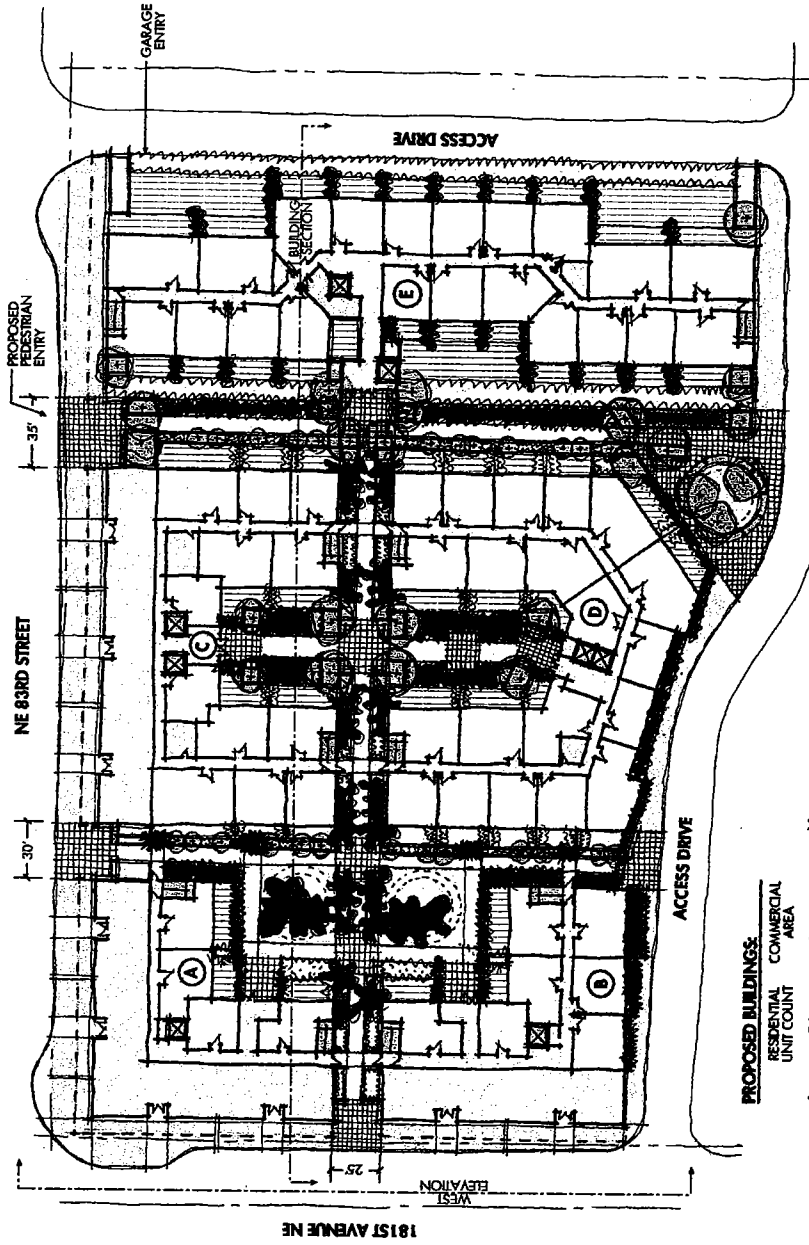 GARAGE
ENTRY
ACCESS DRIVE
BUILDING
SECTION
PROPOSED
PEDESTRIAN
ENTRY
35'
E
NE 83RD STREET
C
D
30'
ACCESS DRIVE
A
B
25'
WEST
ELEVATION
181ST AVENUE NE
PROPOSED BUILDINGS:
RESIDENTIAL COMMERCIAL
UNIT COUNT AREA